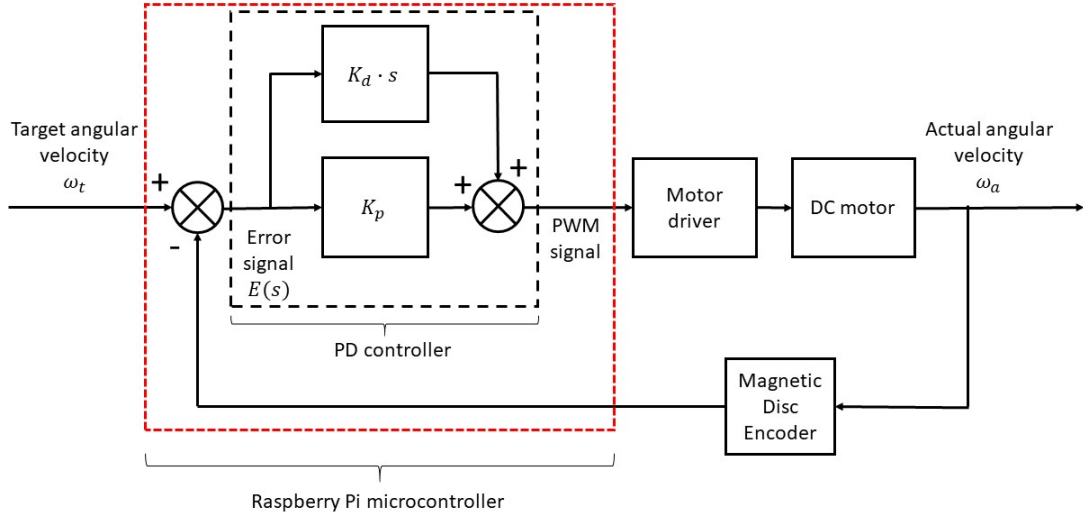 Target angular
velocity
ω_t
+
-
Error
signal
E(s)
K_d · s
K_p
+
+
PD controller
PWM
signal
Motor
driver
DC motor
Actual angular
velocity
ω_a
Magnetic
Disc
Encoder
Raspberry Pi microcontroller